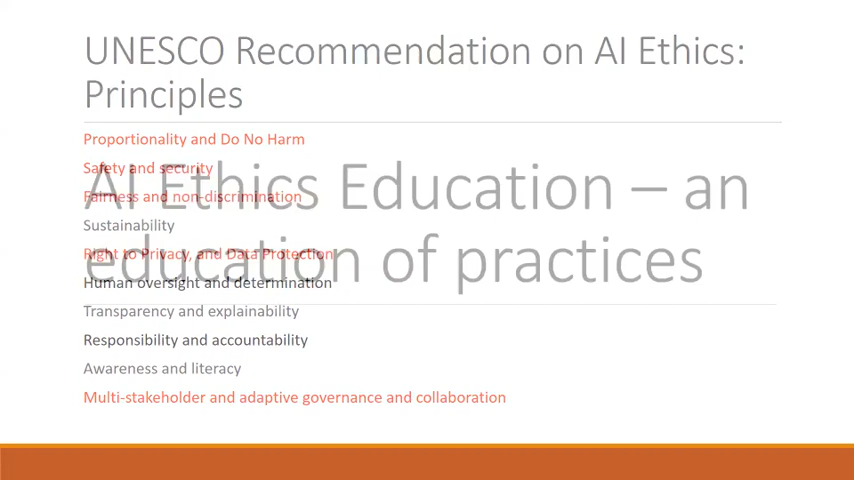 UNESCO Recommendation on AI Ethics:
Principles
Proportionality and Do No Harm
Safety and security
Fairness and non-discrimination
Sustainability
Right to Privacy, and Data Protection
Human oversight and determination
Transparency and explainability
Responsibility and accountability
Awareness and literacy
Multi-stakeholder and adaptive governance and collaboration
AI Ethics Education – an
education of practices